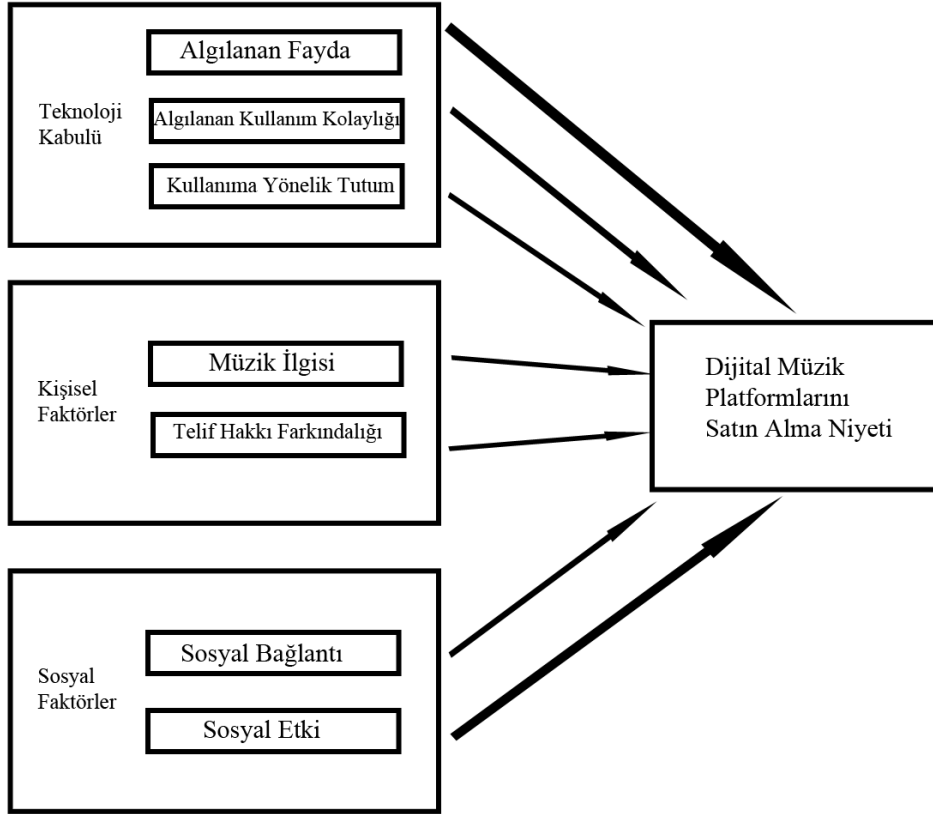 Teknoloji
Kabulü
Algılanan Fayda
Algılanan Kullanım Kolaylığı
Kullanıma Yönelik Tutum
Kişisel
Faktörler
Müzik İlgisi
Telif Hakkı Farkındalığı
Sosyal
Faktörler
Sosyal Bağlantı
Sosyal Etki
Dijital Müzik
Platformlarını
Satın Alma Niyeti